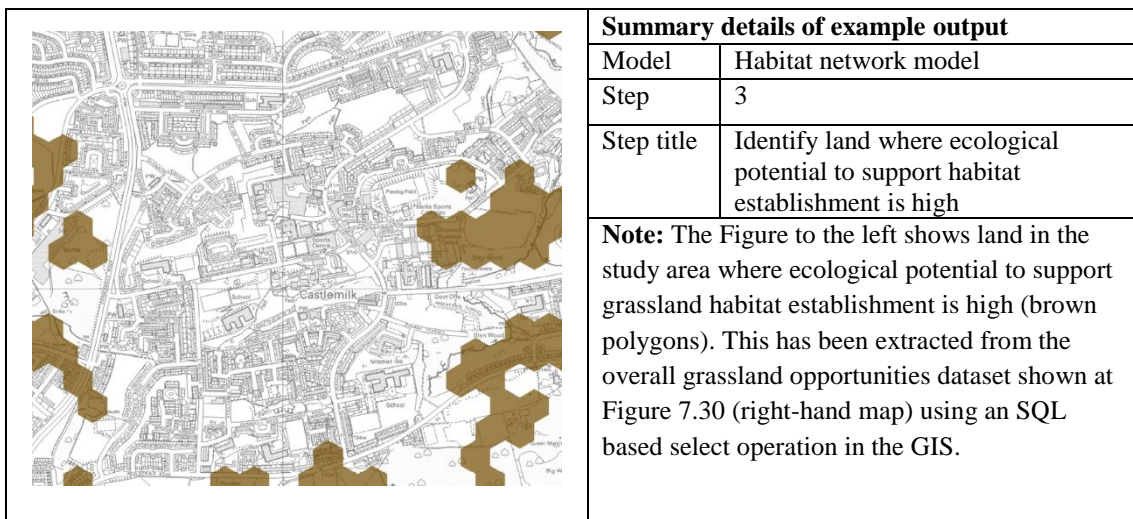 Playing Field
Sports
Centre
School
School
Castlemilk
Glen Wood
School
Summary details of example output
Model
Habitat network model
Step
3
Step title
Identify land where ecological
potential to support habitat
establishment is high
Note: The Figure to the left shows land in the
study area where ecological potential to support
grassland habitat establishment is high (brown
polygons). This has been extracted from the
overall grassland opportunities dataset shown at
Figure 7.30 (right-hand map) using an SQL
based select operation in the GIS.